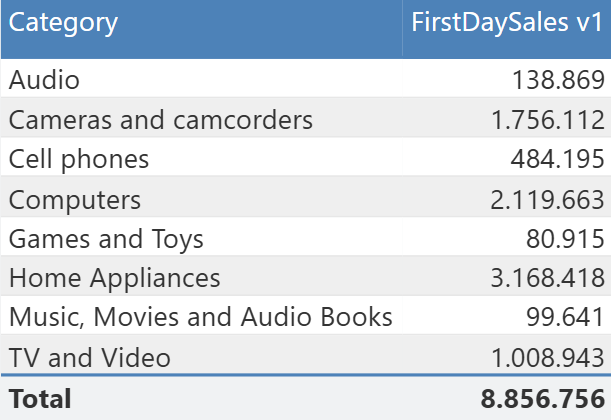 Category FirstDaySales v1
Audio 138.869
Cameras and camcorders 1.756.112
Cell phones 484.195
Computers 2.119.663
Games and Toys 80.915
Home Appliances 3.168.418
Music, Movies and Audio Books 99.641
TV and Video 1.008.943
Total 8.856.756